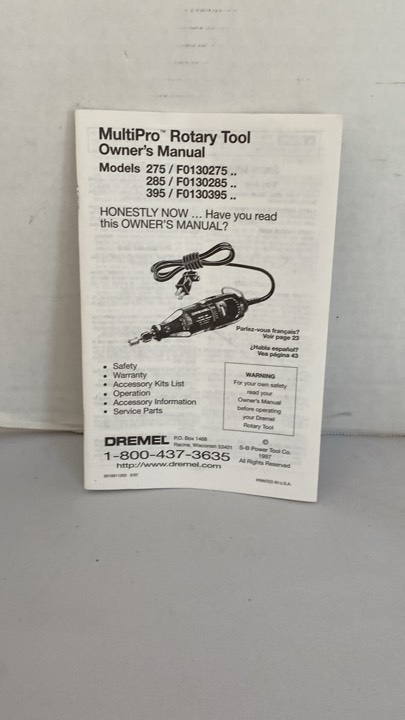 MultiPro™ Rotary Tool
Owner's Manual
Models 275 / F0130275 ..
285 / F0130285 ..
395 / F0130395 ..
HONESTLY NOW ... Have you read
this OWNER'S MANUAL?
Parlez-vous français?
Voir page 23
¿Habla español?
Vea página 43
• Safety
• Warranty
• Accessory Kits List
• Operation
• Accessory Information
• Service Parts
WARNING
For your own safety
read your
Owner's Manual
before operating
your Dremel
Rotary Tool
DREMEL
P.O. Box 1468
Racine, Wisconsin 53401
1-800-437-3635
http://www.dremel.com
©
S-B Power Tool Co.
1997
All Rights Reserved
PRINTED IN U.S.A.